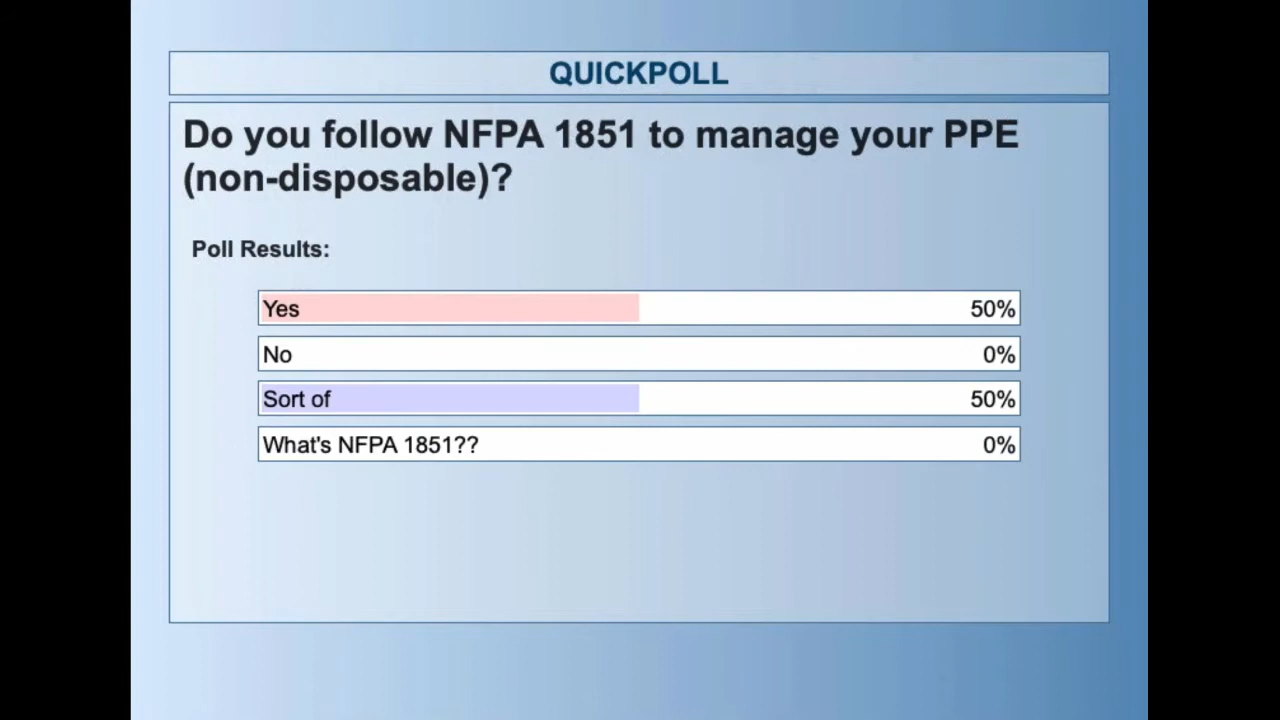 QUICKPOLL
Do you follow NFPA 1851 to manage your PPE
(non-disposable)?
Poll Results:
Yes 50%
No 0%
Sort of 50%
What's NFPA 1851?? 0%